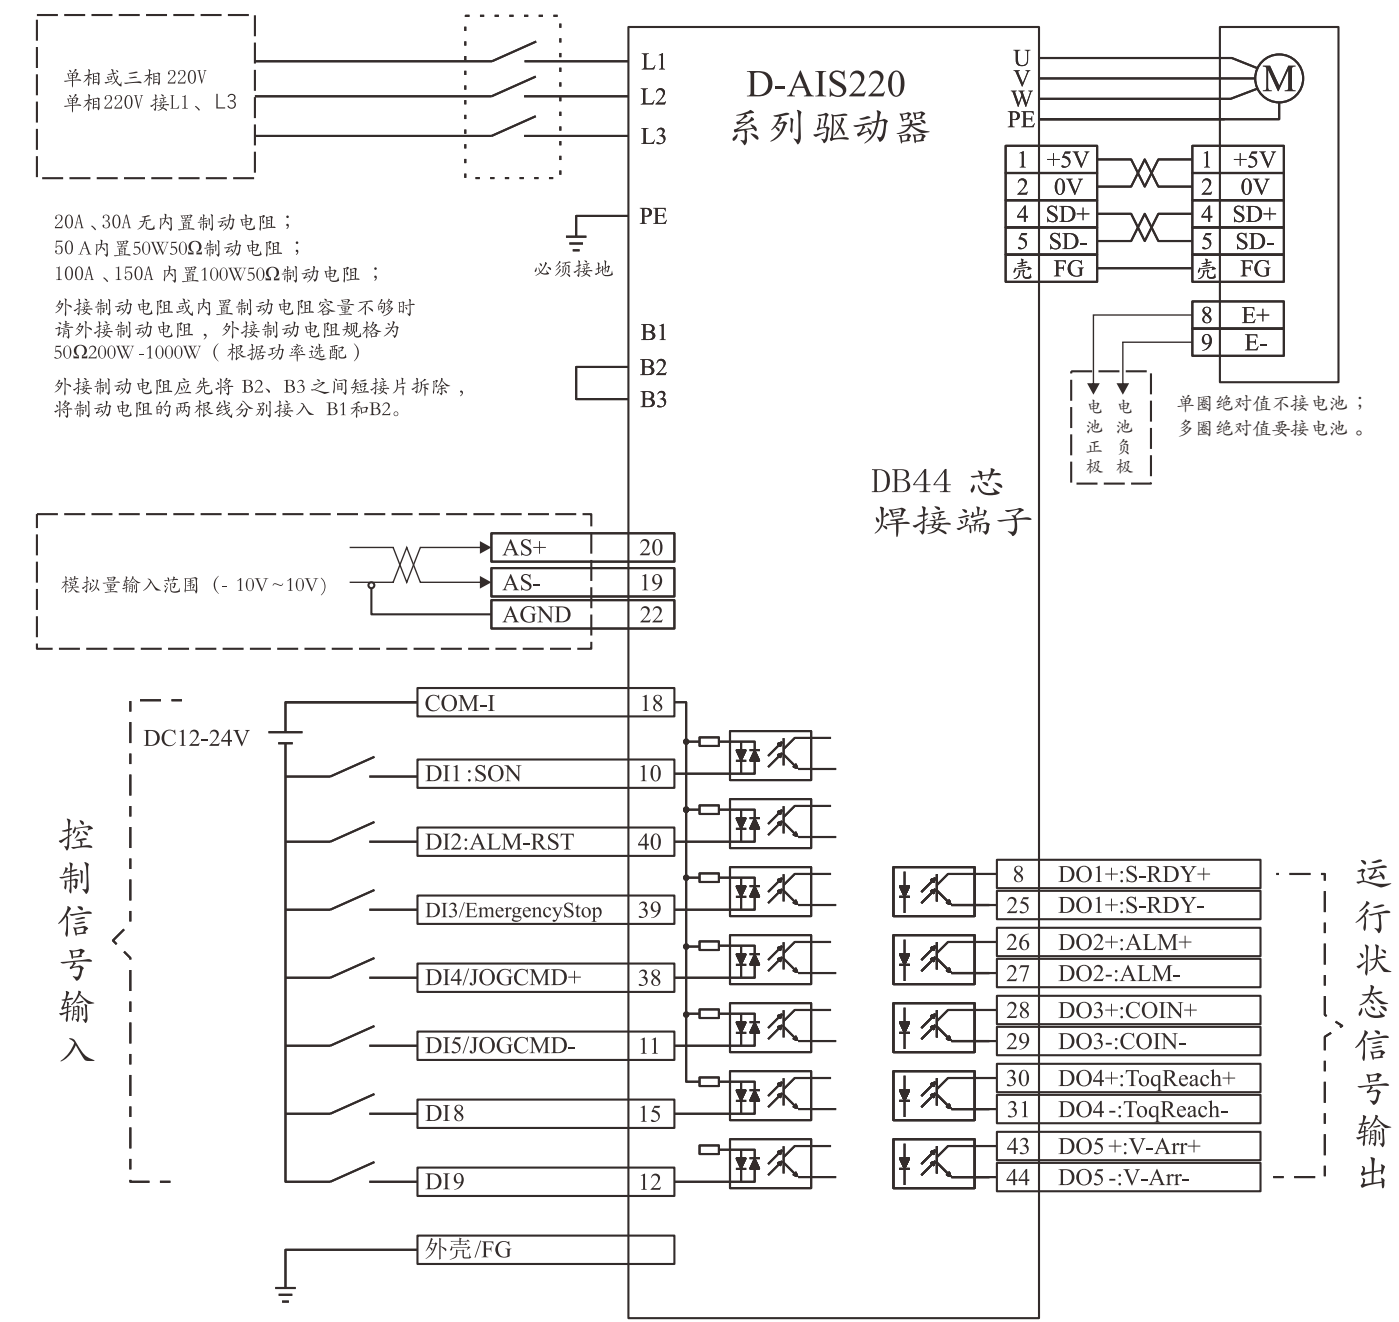 单相或三相 220V
单相220V 接L1、L3
L1
L2
L3
D-AIS220
系列驱动器
U
V
W
PE
M
1 +5V
2 0V
4 SD+
5 SD-
壳 FG
1 +5V
2 0V
4 SD+
5 SD-
壳 FG
8 E+
9 E-
电池正极
电池负极
单圈绝对值不接电池；
多圈绝对值要接电池。
PE
必须接地
20A、30A 无内置制动电阻；
50 A内置50W50Ω制动电阻；
100A、150A 内置100W50Ω制动电阻；
外接制动电阻或内置制动电阻容量不够时
请外接制动电阻，外接制动电阻规格为
50Ω200W-1000W（根据功率选配）
外接制动电阻应先将 B2、B3之间短接片拆除，
将制动电阻的两根线分别接入 B1和B2。
B1
B2
B3
DB44 芯
焊接端子
模拟量输入范围（- 10V~10V）
AS+ 20
AS- 19
AGND 22
控制信号输入
DC12-24V
COM-I 18
DI1:SON 10
DI2:ALM-RST 40
DI3/EmergencyStop 39
DI4/JOGCMD+ 38
DI5/JOGCMD- 11
DI8 15
DI9 12
外壳/FG
8 DO1+:S-RDY+
25 DO1+:S-RDY-
26 DO2+:ALM+
27 DO2-:ALM-
28 DO3+:COIN+
29 DO3-:COIN-
30 DO4+:ToqReach+
31 DO4-:ToqReach-
43 DO5+:V-Arr+
44 DO5-:V-Arr-
运行状态信号输出